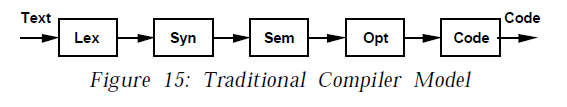 Text Code
Lex Syn Sem Opt Code
Figure 15: Traditional Compiler Model